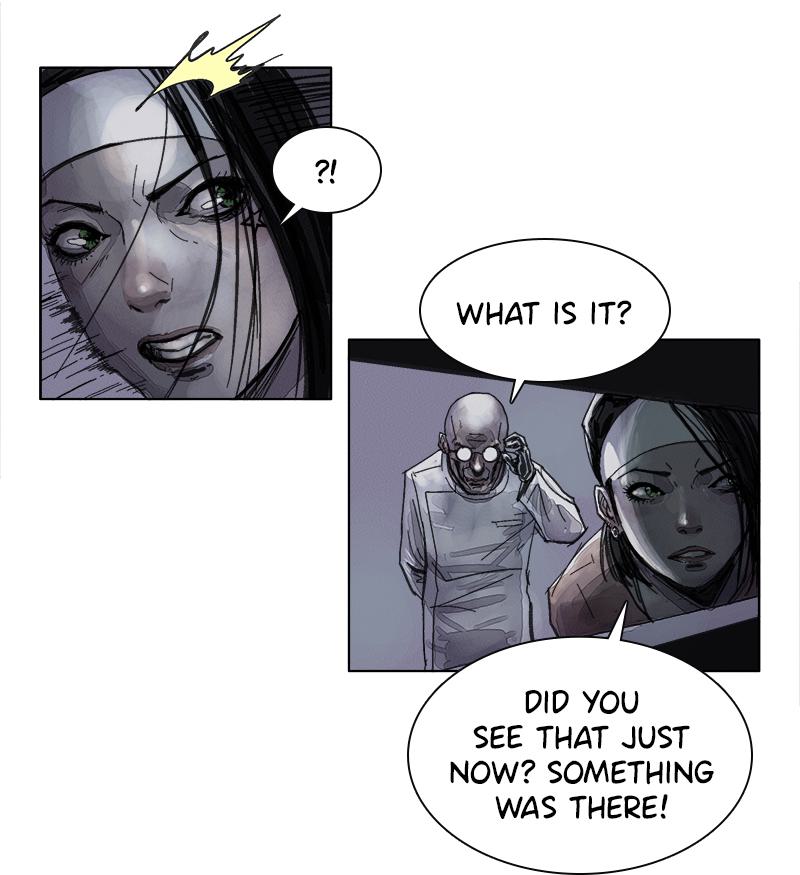 ?!
WHAT IS IT?
DID YOU
SEE THAT JUST
NOW? SOMETHING
WAS THERE!